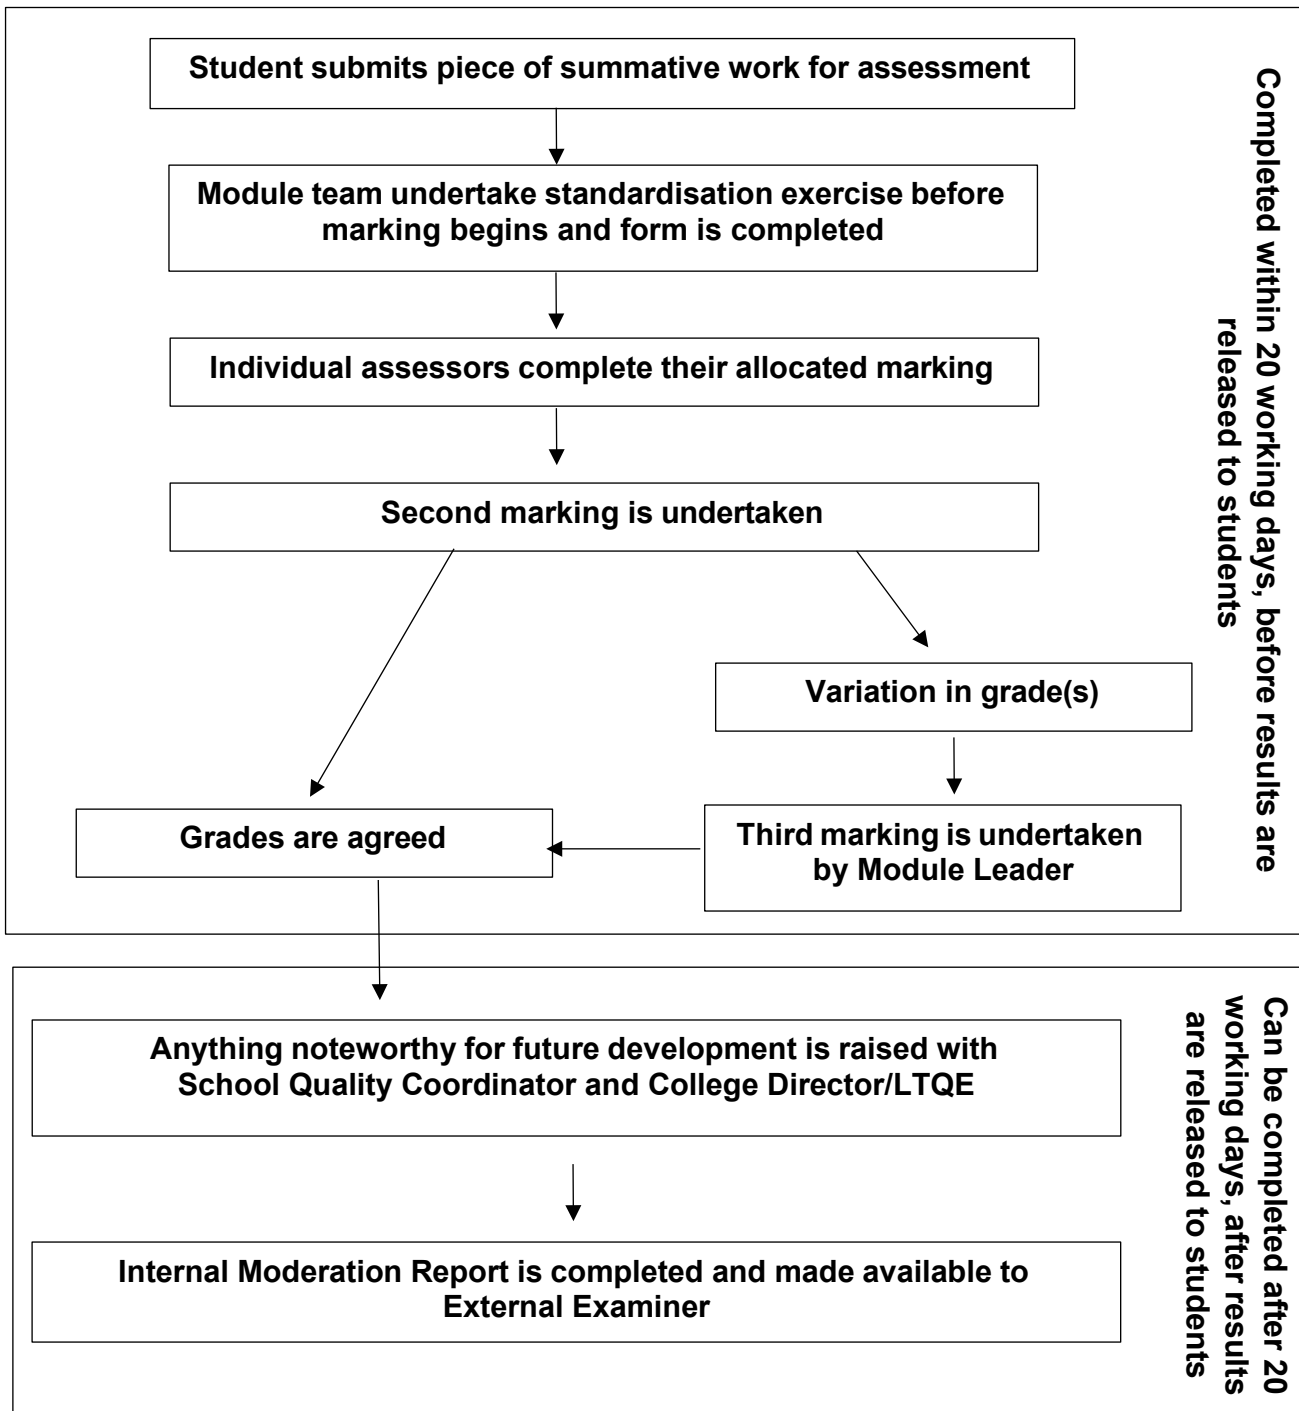 Student submits piece of summative work for assessment
Module team undertake standardisation exercise before
marking begins and form is completed
Individual assessors complete their allocated marking
Second marking is undertaken
Variation in grade(s)
Grades are agreed
Third marking is undertaken
by Module Leader
Completed within 20 working days, before results are
released to students
Anything noteworthy for future development is raised with
School Quality Coordinator and College Director/LTQE
Internal Moderation Report is completed and made available to
External Examiner
Can be completed after 20
working days, after results
are released to students